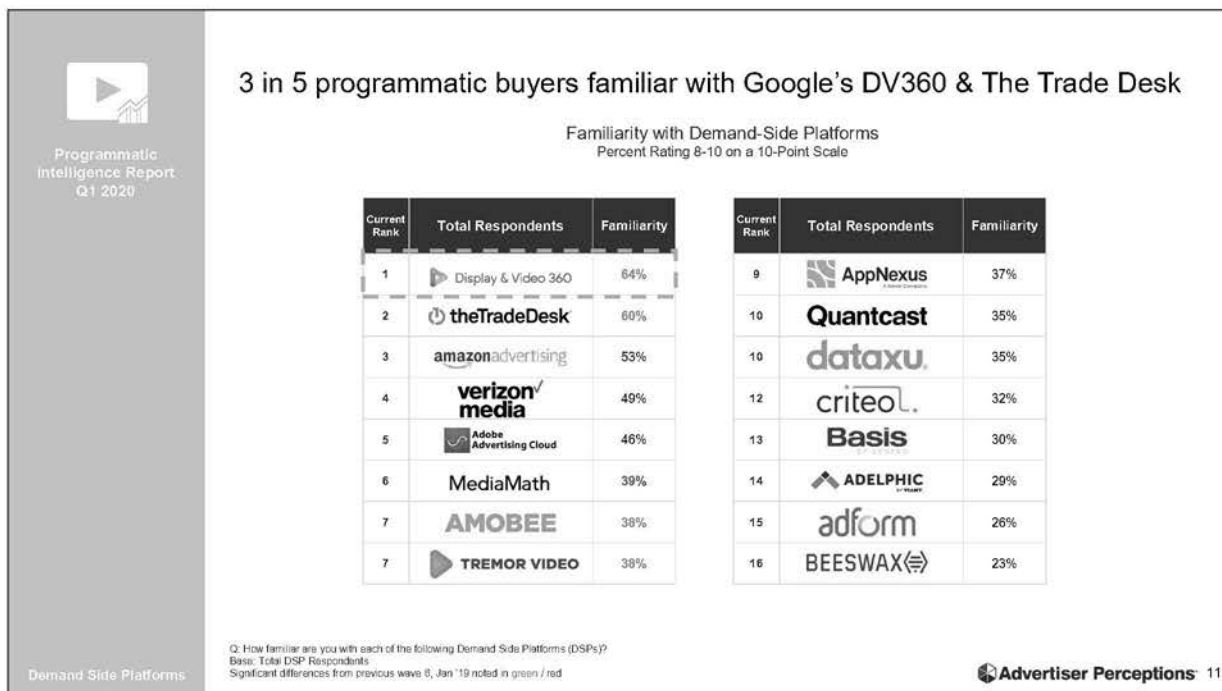 3 in 5 programmatic buyers familiar with Google's DV360 & The Trade Desk
Programmatic
Intelligence Report
Q1 2020
Familiarity with Demand-Side Platforms
Percent Rating 8-10 on a 10-Point Scale
Current Rank Total Respondents Familiarity
1 Display & Video 360 64%
2 theTradeDesk 60%
3 amazonadvertising 53%
4 verizon media 49%
5 Adobe Advertising Cloud 46%
6 MediaMath 39%
7 AMOBEE 38%
7 TREMOR VIDEO 38%
Current Rank Total Respondents Familiarity
9 AppNexus 37%
10 Quantcast 35%
10 dataxu. 35%
12 criteo. 32%
13 Basis 30%
14 ADELPHIC 29%
15 adform 26%
16 BEESWAX 23%
Q: How familiar are you with each of the following Demand Side Platforms (DSPs)?
Base: Total DSP Respondents
Significant differences from previous wave 6, Jan '19 noted in green / red
Demand Side Platforms
Advertiser Perceptions 11